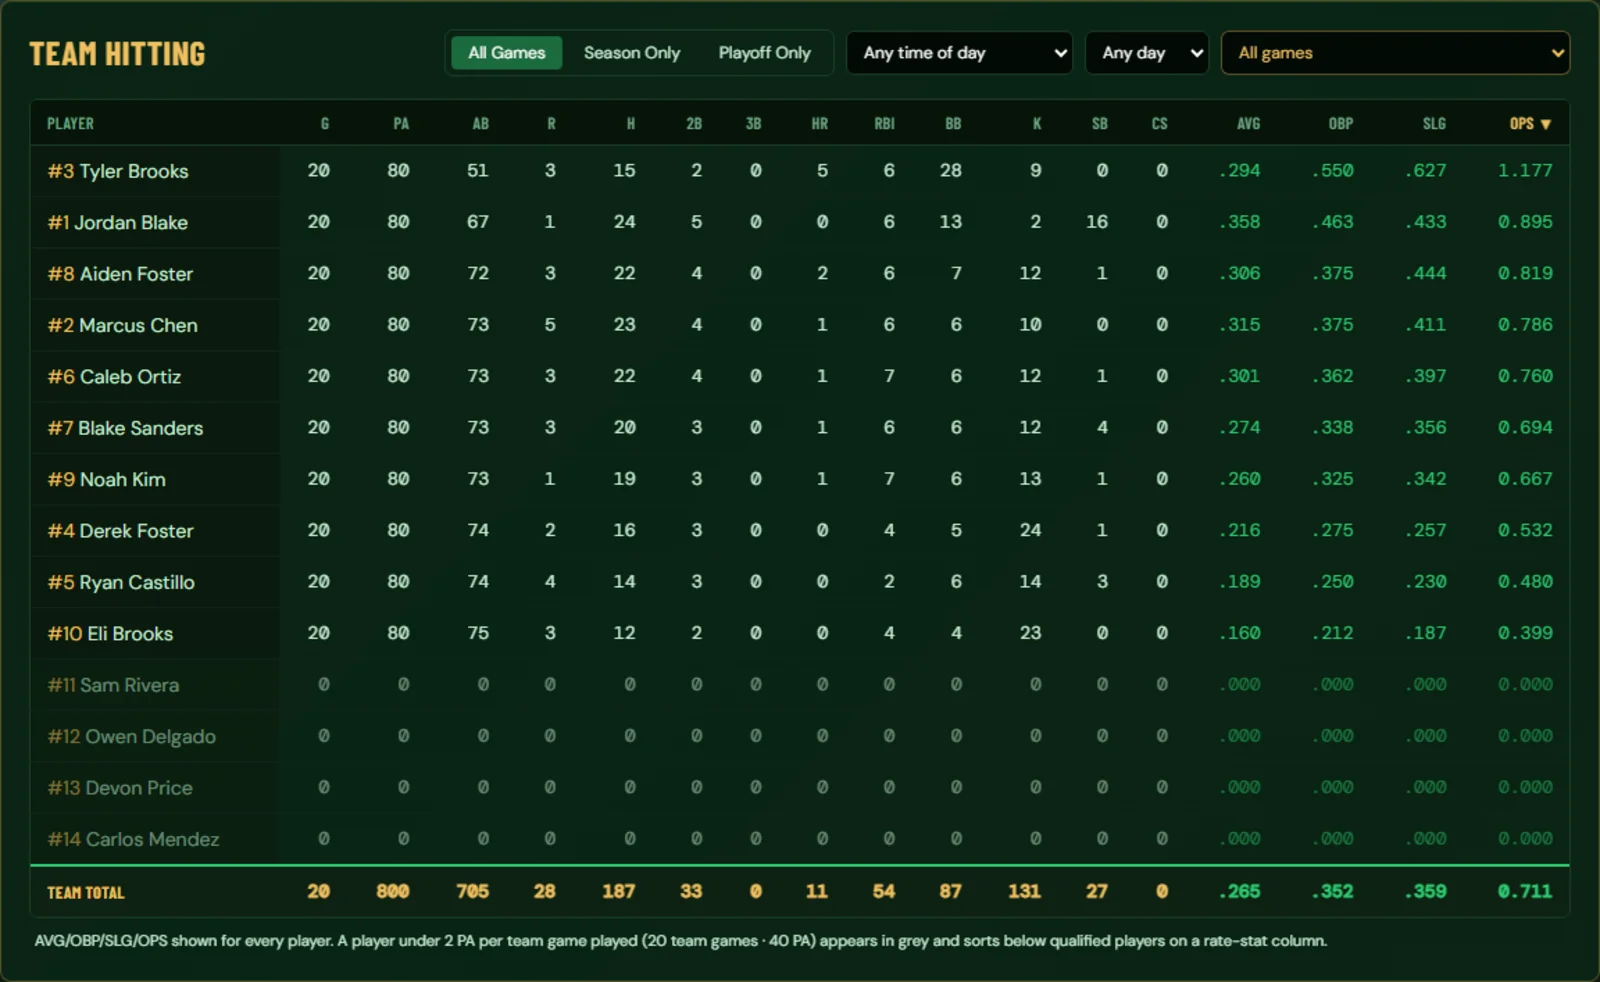 TEAM HITTING
All Games Season Only Playoff Only Any time of day Any day All games
PLAYER G PA AB R H 2B 3B HR RBI BB K SB CS AVG OBP SLG OPS ▼
#3 Tyler Brooks 20 80 51 3 15 2 0 5 6 28 9 0 0 .294 .550 .627 1.177
#1 Jordan Blake 20 80 67 1 24 5 0 0 6 13 2 16 0 .358 .463 .433 0.895
#8 Aiden Foster 20 80 72 3 22 4 0 2 6 7 12 1 0 .306 .375 .444 0.819
#2 Marcus Chen 20 80 73 5 23 4 0 1 6 6 10 0 0 .315 .375 .411 0.786
#6 Caleb Ortiz 20 80 73 3 22 4 0 1 7 6 12 1 0 .301 .362 .397 0.760
#7 Blake Sanders 20 80 73 3 20 3 0 1 6 6 12 4 0 .274 .338 .356 0.694
#9 Noah Kim 20 80 73 1 19 3 0 1 7 6 13 1 0 .260 .325 .342 0.667
#4 Derek Foster 20 80 74 2 16 3 0 0 4 5 24 1 0 .216 .275 .257 0.532
#5 Ryan Castillo 20 80 74 4 14 3 0 0 2 6 14 3 0 .189 .250 .230 0.480
#10 Eli Brooks 20 80 75 3 12 2 0 0 4 4 23 0 0 .160 .212 .187 0.399
#11 Sam Rivera 0 0 0 0 0 0 0 0 0 0 0 0 0 .000 .000 .000 0.000
#12 Owen Delgado 0 0 0 0 0 0 0 0 0 0 0 0 0 .000 .000 .000 0.000
#13 Devon Price 0 0 0 0 0 0 0 0 0 0 0 0 0 .000 .000 .000 0.000
#14 Carlos Mendez 0 0 0 0 0 0 0 0 0 0 0 0 0 .000 .000 .000 0.000
TEAM TOTAL 20 800 705 28 187 33 0 11 54 87 131 27 0 .265 .352 .359 0.711
AVG/OBP/SLG/OPS shown for every player. A player under 2 PA per team game played (20 team games · 40 PA) appears in grey and sorts below qualified players on a rate-stat column.